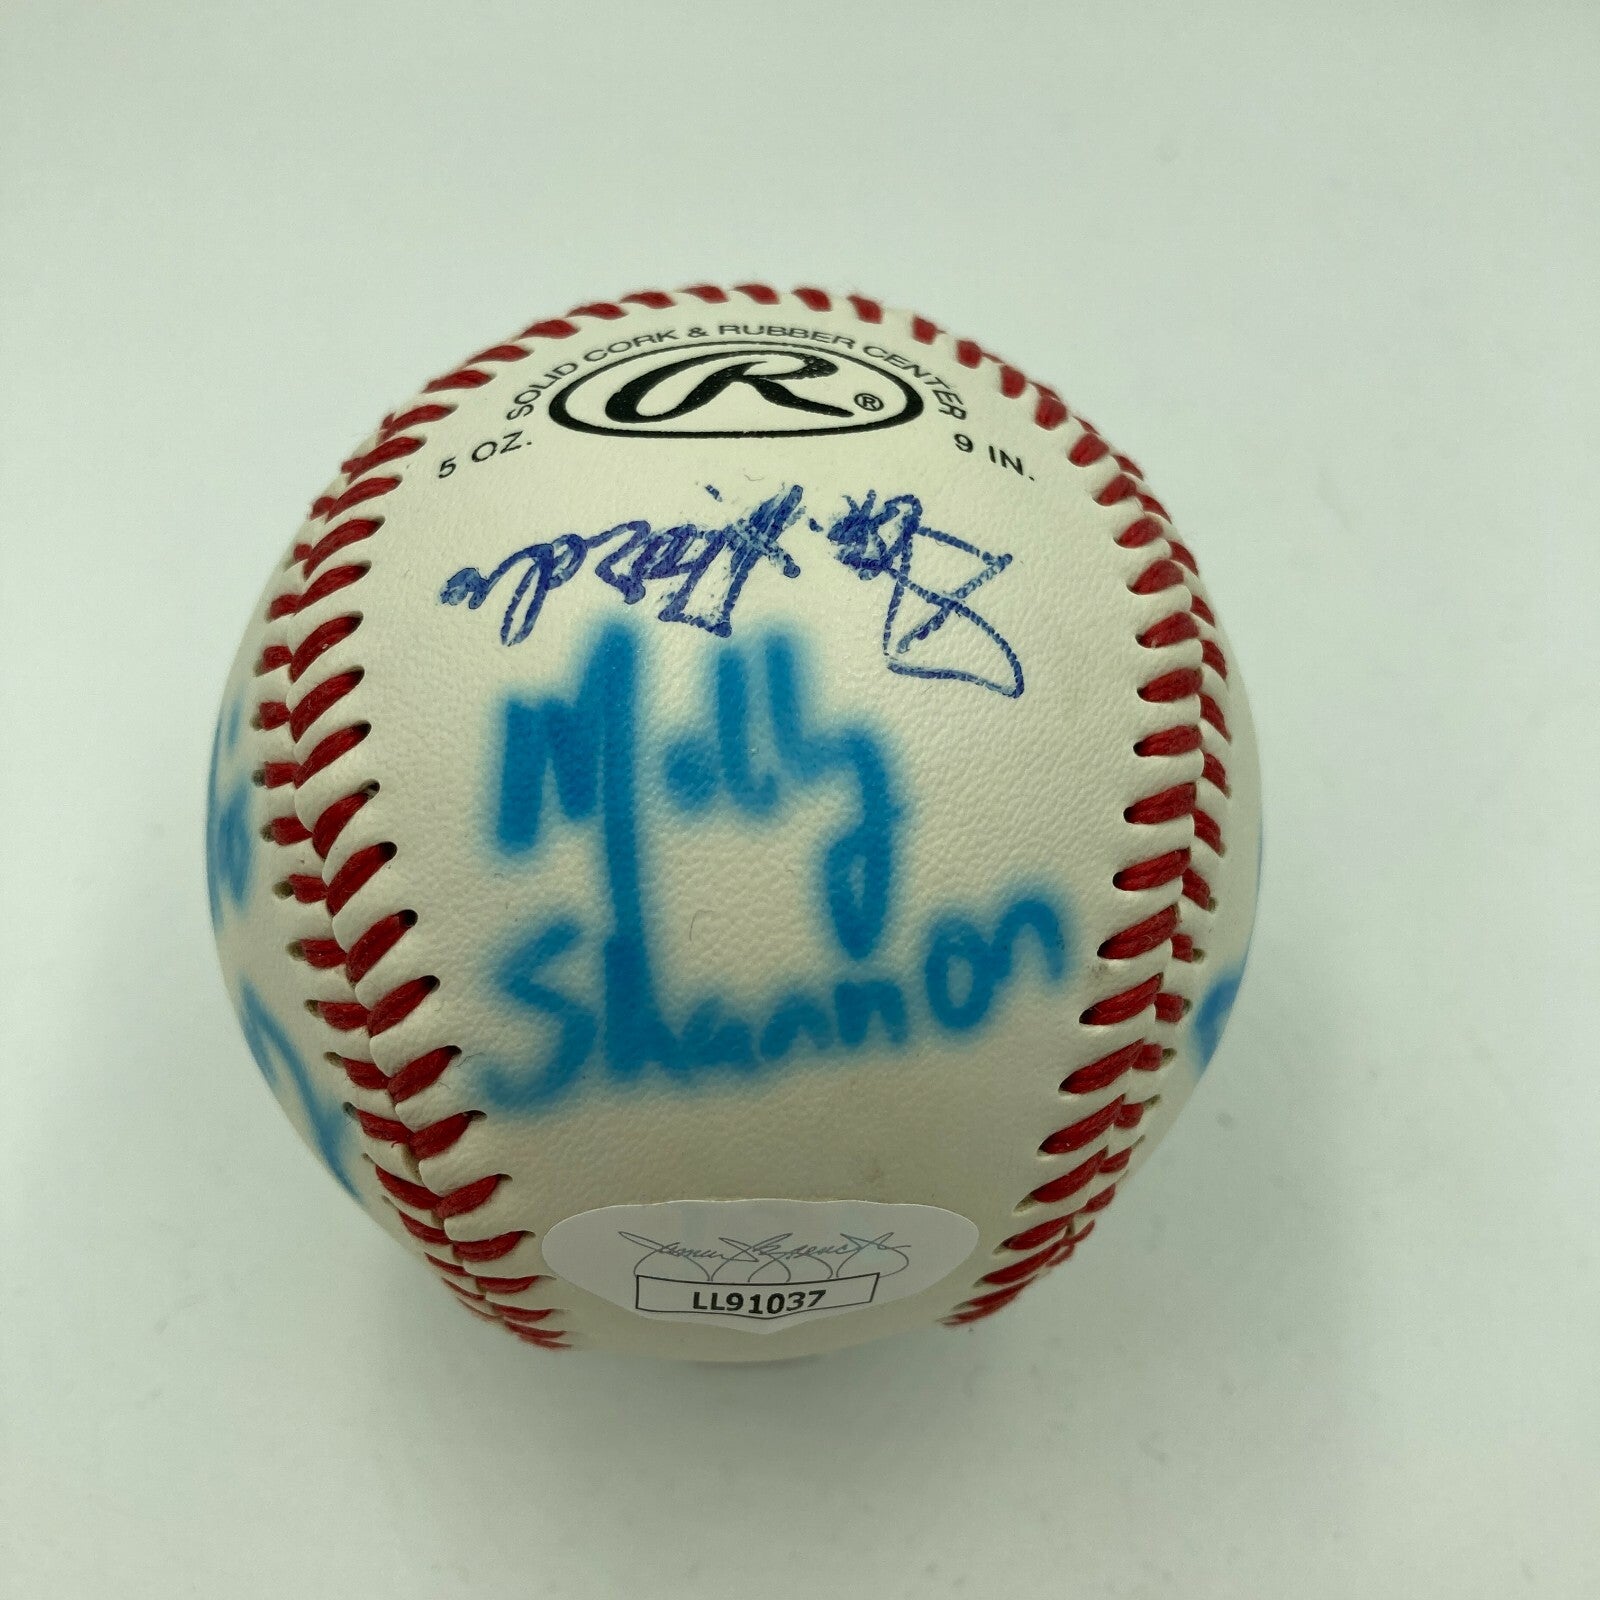 SOLID CORK & RUBBER CENTER
R ®
5 OZ. 9 IN.
Molly
Shannon
LL91037